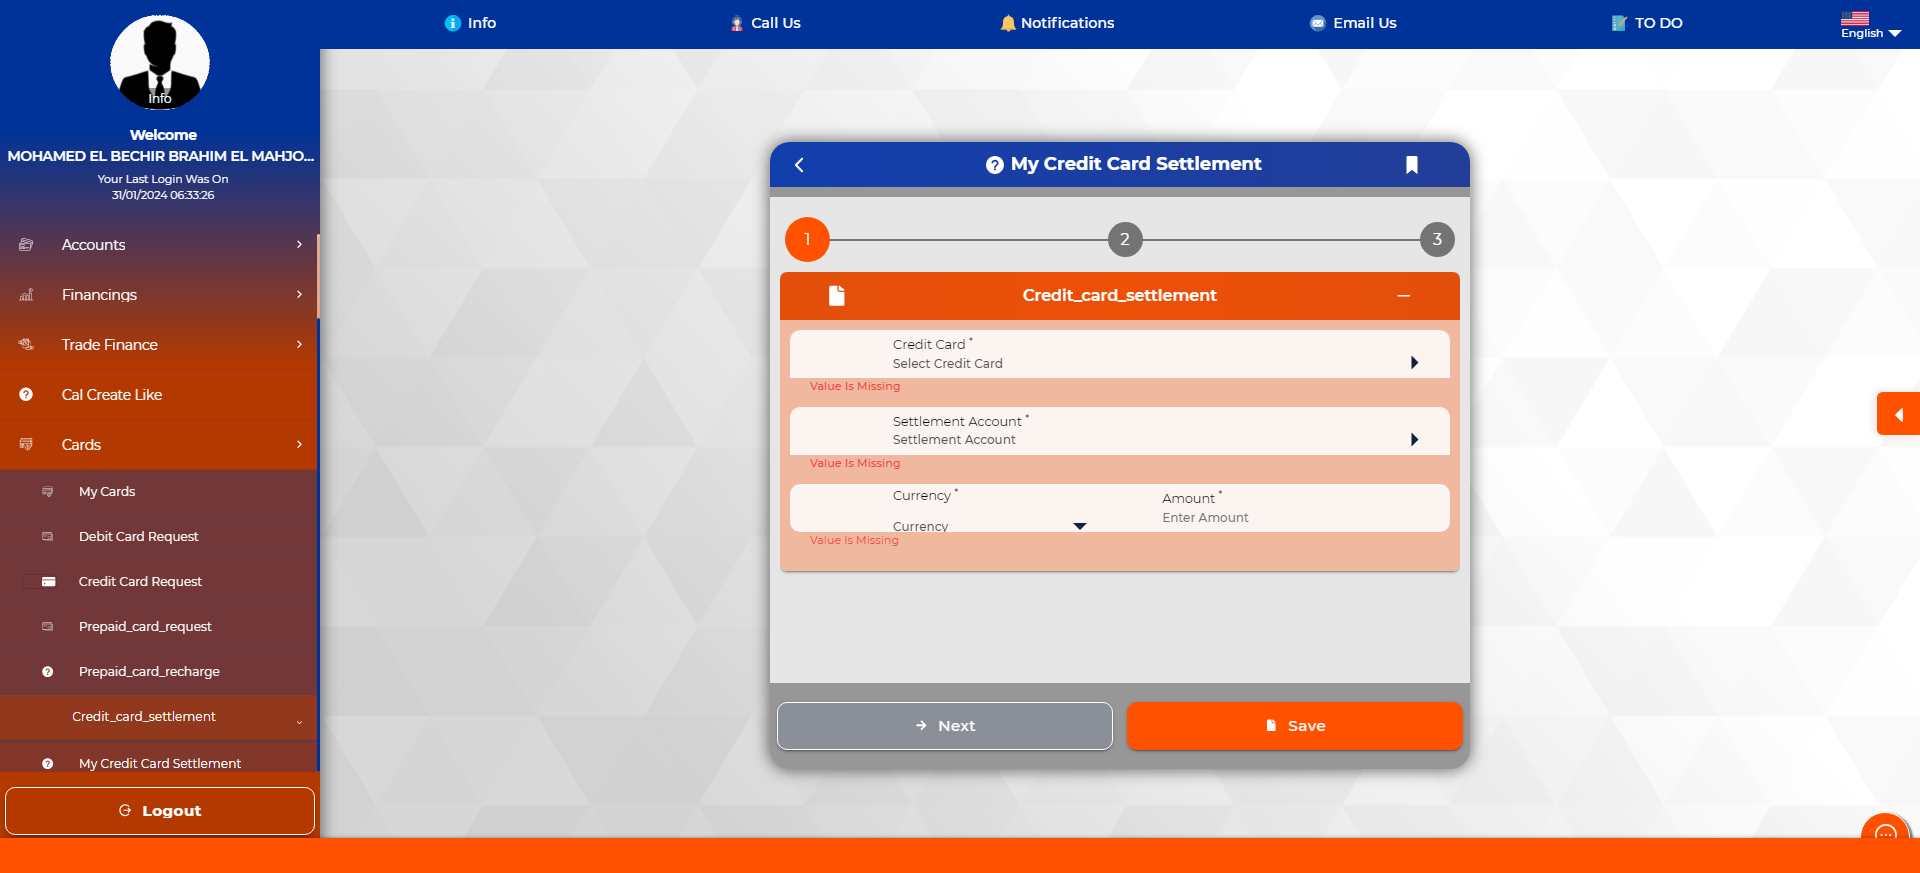 Info
Call Us
Notifications
Email Us
TO DO
English
Info
Welcome
MOHAMED EL BECHIR BRAHIM EL MAHJO...
Your Last Login Was On
31/01/2024 06:33:26
Accounts
Financings
Trade Finance
Cal Create Like
Cards
My Cards
Debit Card Request
Credit Card Request
Prepaid_card_request
Prepaid_card_recharge
Credit_card_settlement
My Credit Card Settlement
Logout
My Credit Card Settlement
1 2 3
Credit_card_settlement
Credit Card *
Select Credit Card
Value Is Missing
Settlement Account *
Settlement Account
Value Is Missing
Currency *
Currency
Amount *
Enter Amount
Value Is Missing
Next
Save